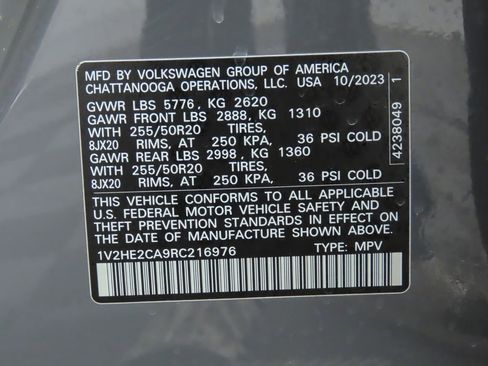 MFD BY VOLKSWAGEN GROUP OF AMERICA
CHATTANOOGA OPERATIONS, LLC. USA 10/2023
GVWR LBS 5776, KG 2620
GAWR FRONT LBS 2888, KG 1310
WITH 255/50R20 TIRES,
8JX20 RIMS, AT 250 KPA, 36 PSI COLD
GAWR REAR LBS 2998, KG 1360
WITH 255/50R20 TIRES,
8JX20 RIMS, AT 250 KPA, 36 PSI COLD
THIS VEHICLE CONFORMS TO ALL APPLICABLE
U.S. FEDERAL MOTOR VEHICLE SAFETY AND
THEFT PREVENTION STANDARDS IN EFFECT ON
THE DATE OF MANUFACTURE SHOWN ABOVE.
1V2HE2CA9RC216976 TYPE: MPV
4238049 1